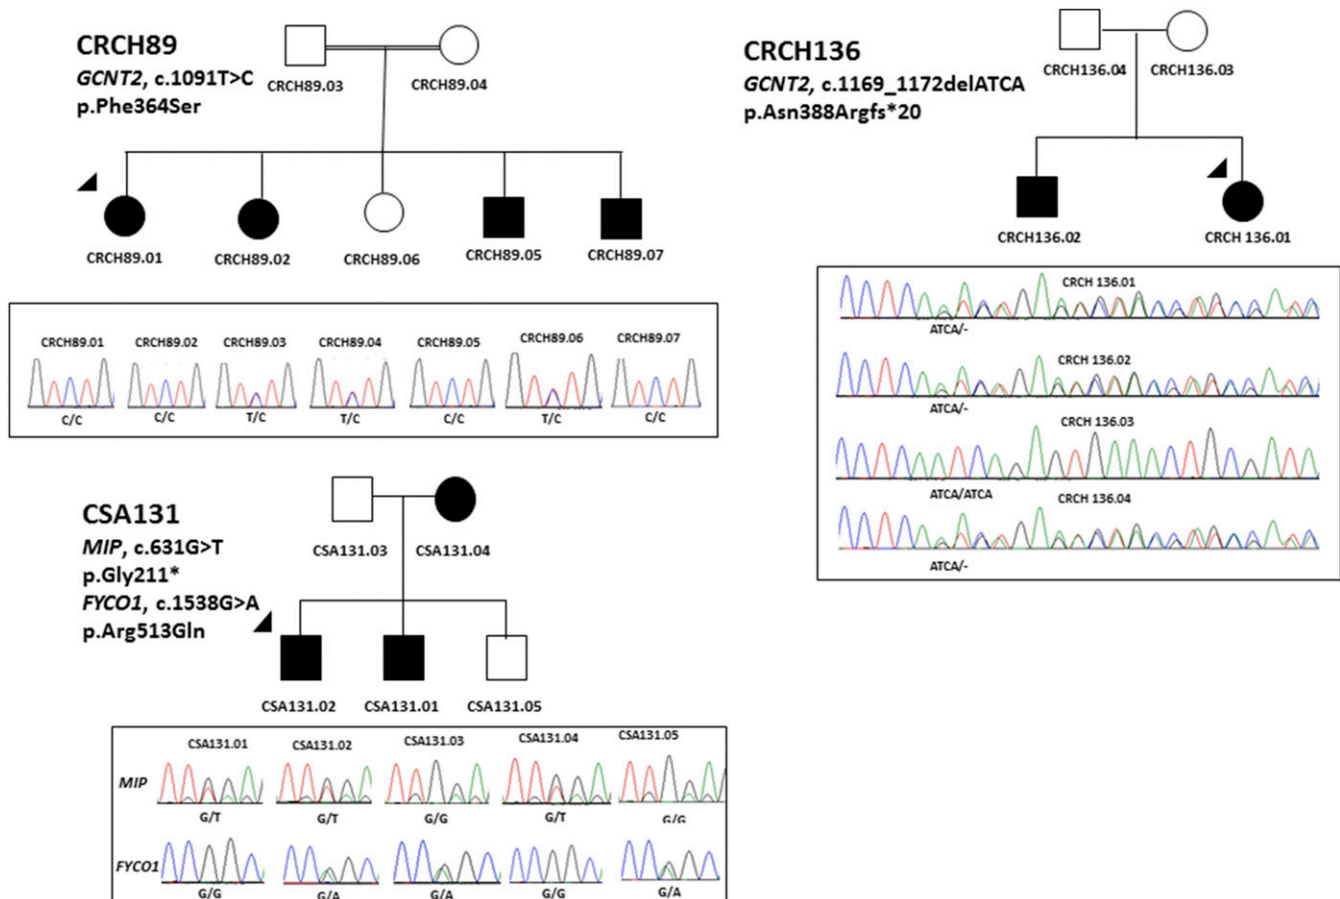 CRCH89
GCNT2, c.1091T>C
p.Phe364Ser
CRCH89.03
CRCH89.04
CRCH89.01
CRCH89.02
CRCH89.06
CRCH89.05
CRCH89.07
CRCH89.01 CRCH89.02 CRCH89.03 CRCH89.04 CRCH89.05 CRCH89.06 CRCH89.07
C/C C/C T/C T/C C/C T/C C/C
CRCH136
GCNT2, c.1169_1172delATCA
p.Asn388Argfs*20
CRCH136.04
CRCH136.03
CRCH136.02
CRCH 136.01
CRCH 136.01
ATCA/-
CRCH 136.02
ATCA/-
CRCH 136.03
ATCA/ATCA
CRCH 136.04
ATCA/-
CSA131
MIP, c.631G>T
p.Gly211*
FYCO1, c.1538G>A
p.Arg513Gln
CSA131.03
CSA131.04
CSA131.02
CSA131.01
CSA131.05
CSA131.01 CSA131.02 CSA131.03 CSA131.04 CSA131.05
MIP
G/T G/T G/G G/T G/G
FYCO1
G/G G/A G/A G/G G/A